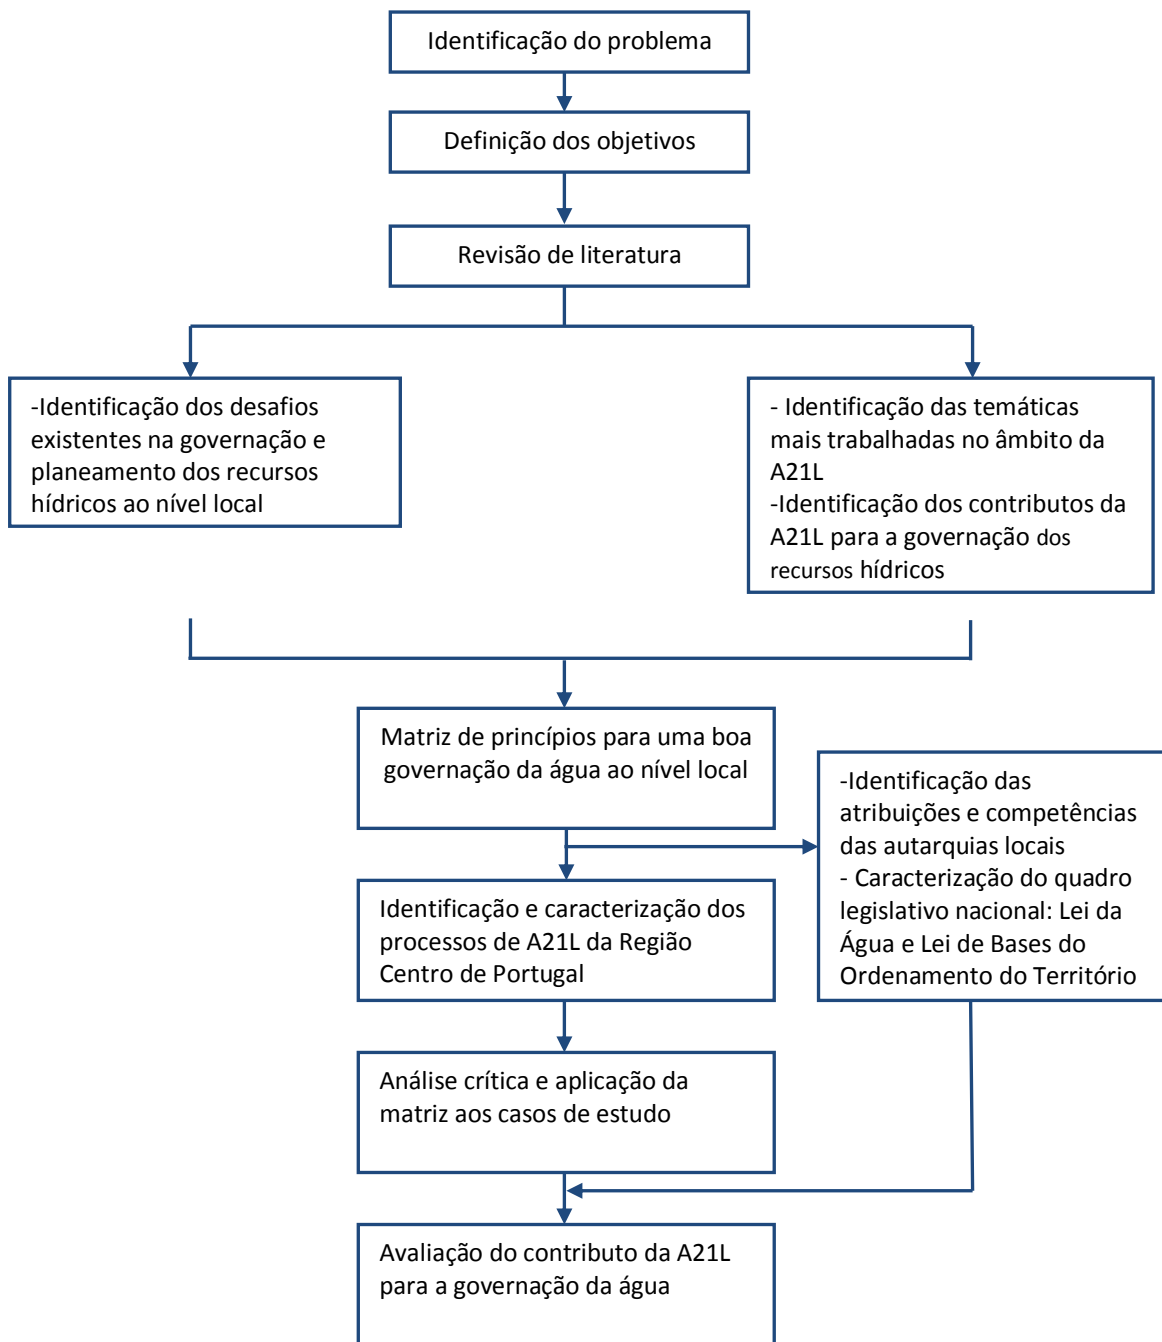 Identificação do problema
Definição dos objetivos
Revisão de literatura
-Identificação dos desafios
existentes na governação e
planeamento dos recursos
hídricos ao nível local
- Identificação das temáticas
mais trabalhadas no âmbito da
A21L
-Identificação dos contributos da
A21L para a governação dos
recursos hídricos
Matriz de princípios para uma boa
governação da água ao nível local
-Identificação das
atribuições e competências
das autarquias locais
- Caracterização do quadro
legislativo nacional: Lei da
Água e Lei de Bases do
Ordenamento do Território
Identificação e caracterização dos
processos de A21L da Região
Centro de Portugal
Análise crítica e aplicação da
matriz aos casos de estudo
Avaliação do contributo da A21L
para a governação da água